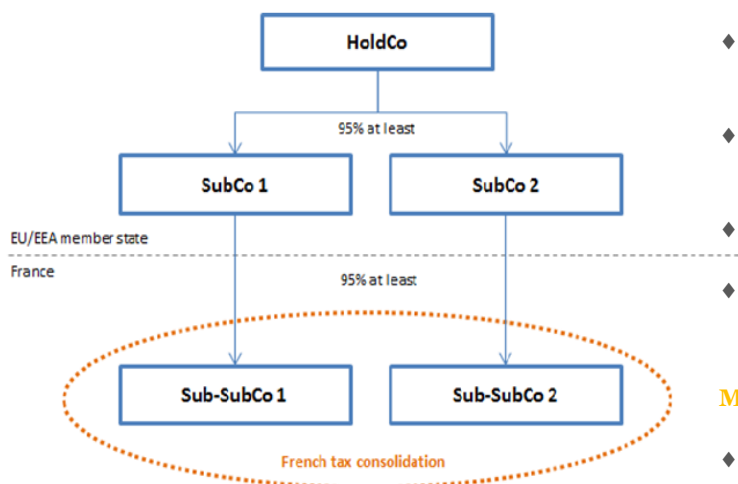 HoldCo
95% at least
SubCo 1
SubCo 2
EU/EEA member state
France
95% at least
Sub-SubCo 1
Sub-SubCo 2
M
French tax consolidation